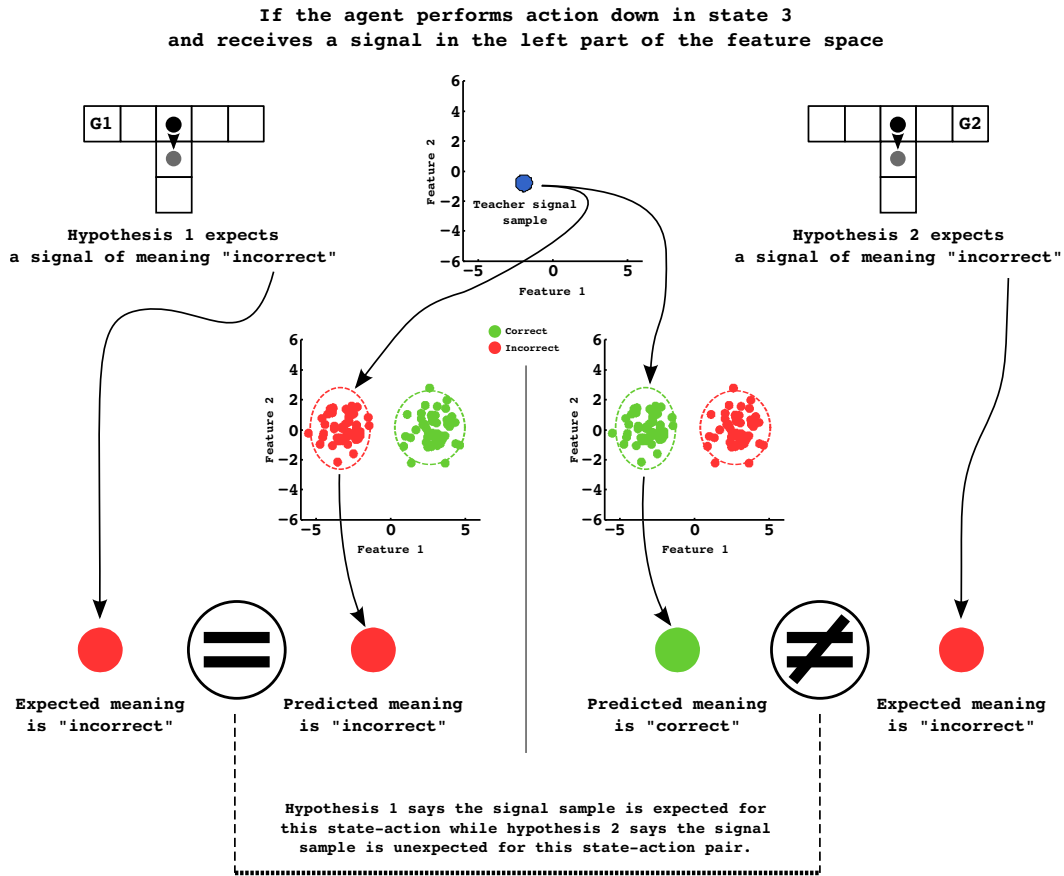 If the agent performs action down in state 3
and receives a signal in the left part of the feature space
G1
Hypothesis 1 expects
a signal of meaning "incorrect"
6
4
2
0
−2
−4
−6
−5
0
5
Feature 2
Feature 1
Teacher signal
sample
G2
Hypothesis 2 expects
a signal of meaning "incorrect"
Correct
Incorrect
6
4
2
0
−2
−4
−6
−5
0
5
Feature 2
Feature 1
6
4
2
0
−2
−4
−6
−5
0
5
Feature 2
Feature 1
Expected meaning
is "incorrect"
Predicted meaning
is "incorrect"
Predicted meaning
is "correct"
Expected meaning
is "incorrect"
Hypothesis 1 says the signal sample is expected for
this state-action while hypothesis 2 says the signal
sample is unexpected for this state-action pair.